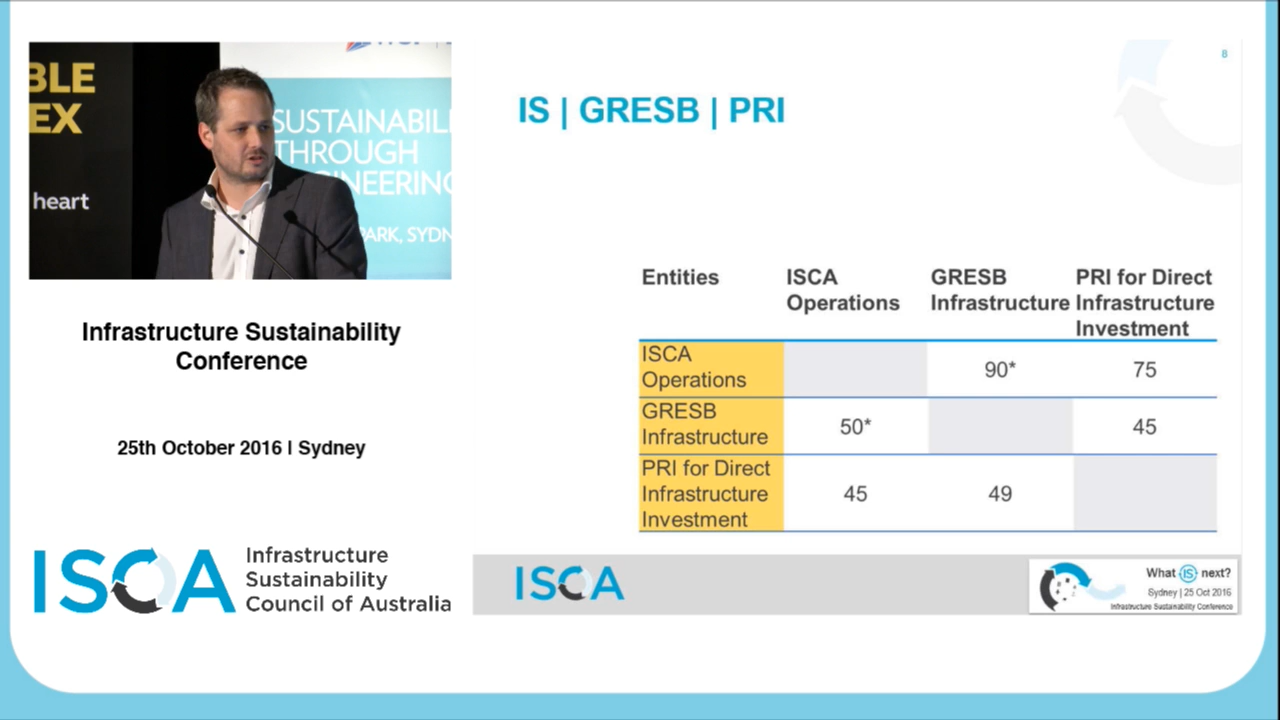 BLE
EX
heart
SUSTAINABIL
THROUGH
INEERING
PARK, SYDN
Infrastructure Sustainability
Conference
25th October 2016 | Sydney
ISCA
Infrastructure
Sustainability
Council of Australia
8
IS | GRESB | PRI
Entities ISCA Operations GRESB Infrastructure PRI for Direct Infrastructure Investment
ISCA Operations 90* 75
GRESB Infrastructure 50* 45
PRI for Direct Infrastructure Investment 45 49
ISCA
What IS next?
Sydney | 25 Oct 2016
Infrastructure Sustainability Conference